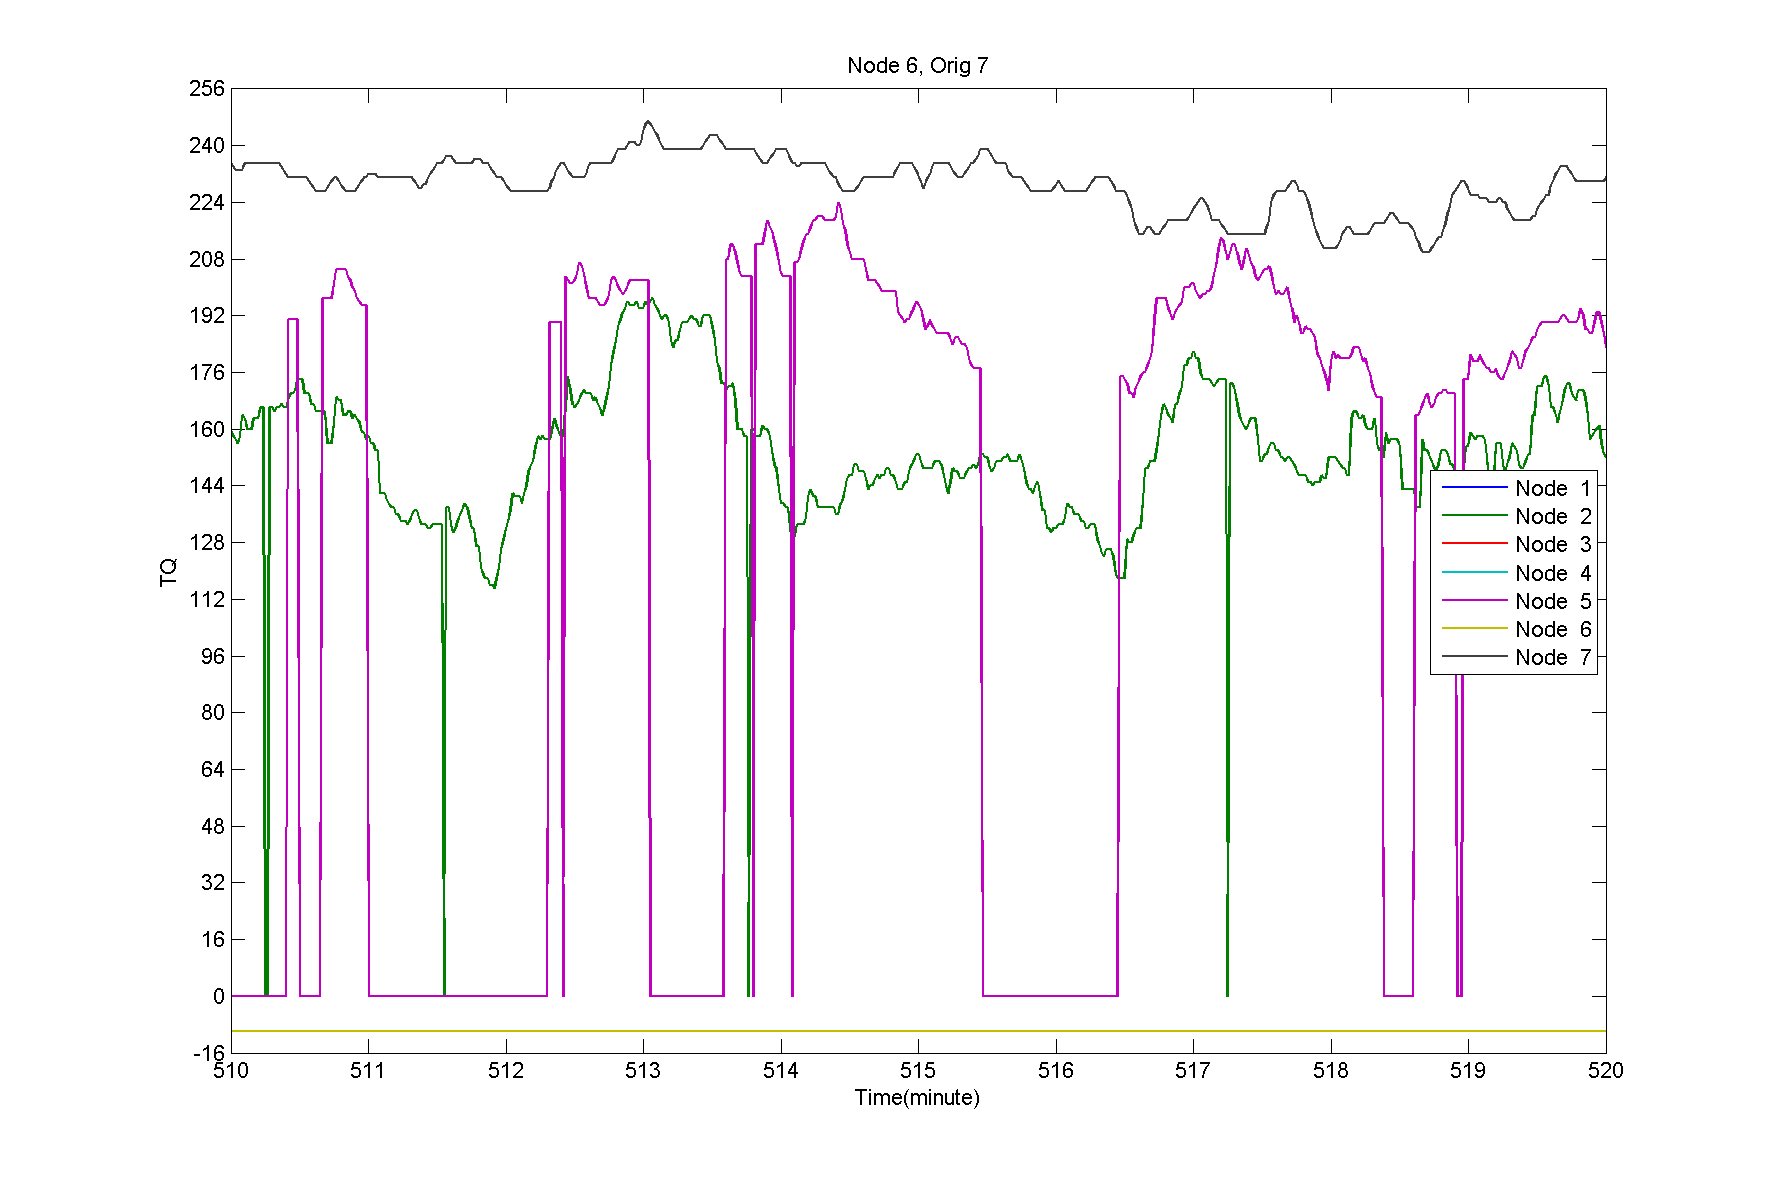 Node 6, Orig 7
256
240
224
208
192
176
160
144
128
112
96
80
64
48
32
16
0
-16
TQ
Node 1
Node 2
Node 3
Node 4
Node 5
Node 6
Node 7
510 511 512 513 514 515 516 517 518 519 520
Time(minute)